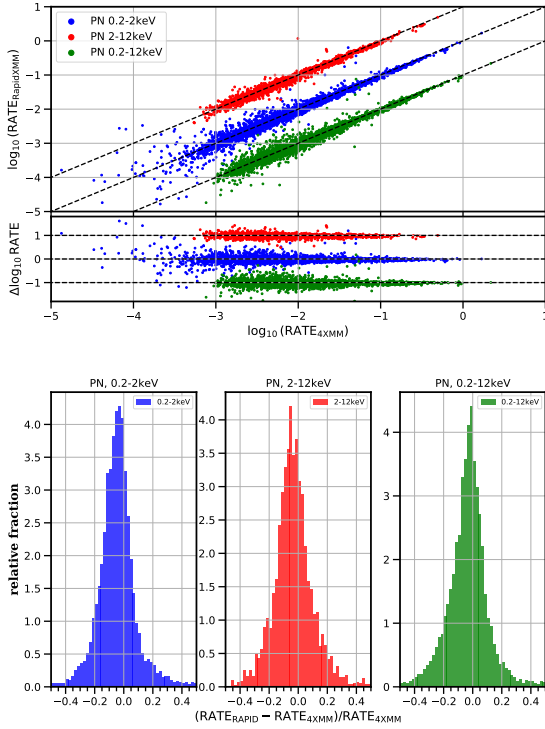 PN 0.2-2keV
PN 2-12keV
PN 0.2-12keV
log₁₀(RATE_RapidXMM)
1
0
−1
−2
−3
−4
−5
Δlog₁₀ RATE
1
0
−1
−5 −4 −3 −2 −1 0 1
log₁₀(RATE_4XMM)
PN, 0.2-2keV PN, 2-12keV PN, 0.2-12keV
0.2-2keV 2-12keV 0.2-12keV
relative fraction
4.0
3.5
3.0
2.5
2.0
1.5
1.0
0.5
0.0
4.0
3.5
3.0
2.5
2.0
1.5
1.0
0.5
0.0
4
3
2
1
0
−0.4 −0.2 0.0 0.2 0.4 −0.4 −0.2 0.0 0.2 0.4 −0.4 −0.2 0.0 0.2 0.4
(RATE_RAPID − RATE_4XMM)/RATE_4XMM